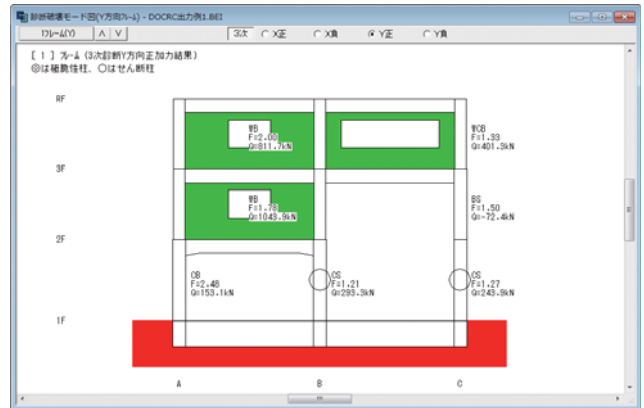 診断破壊モード図(Y方向フレーム) - DOCRC出力例1.BEI
1フレーム(Y) ∧ ∨ 3次 X正 X負 Y正 Y負
[ 1 ] フレーム (3次診断Y方向正加力結果)
◎は極脆性柱、○はせん断柱
RF
WB
F=2.00
Q=811.7kN
WCB
F=1.33
Q=401.3kN
3F
WB
F=1.78
Q=1043.9kN
BS
F=1.50
Q=-72.4kN
2F
CB
F=2.48
Q=153.1kN
CS
F=1.21
Q=293.3kN
CS
F=1.27
Q=243.9kN
1F
A B C